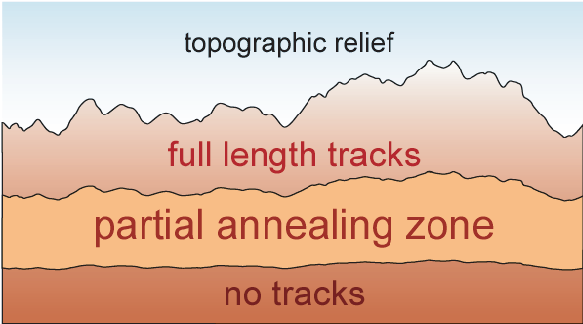 topographic relief
full length tracks
partial annealing zone
no tracks